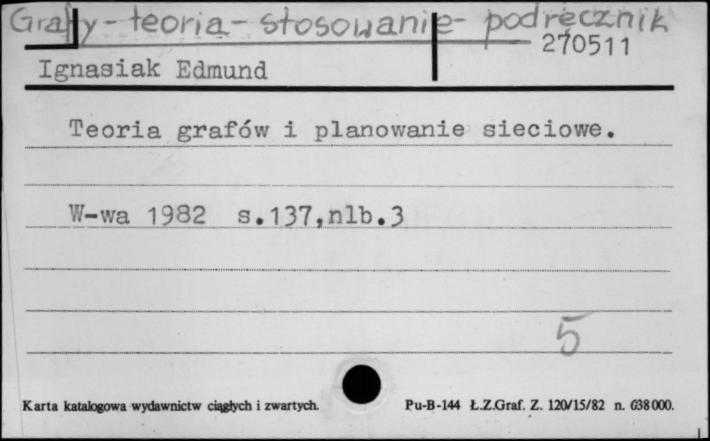 Grafy - teoria - stosowanie - podręcznik
270511
Ignasiak Edmund
Teoria grafów i planowanie sieciowe.
W-wa 1982 s.137,nlb.3
5
Karta katalogowa wydawnictw ciągłych i zwartych. Pu-B-144 Ł.Z.Graf. Z. 120/15/82 n. 638 000.